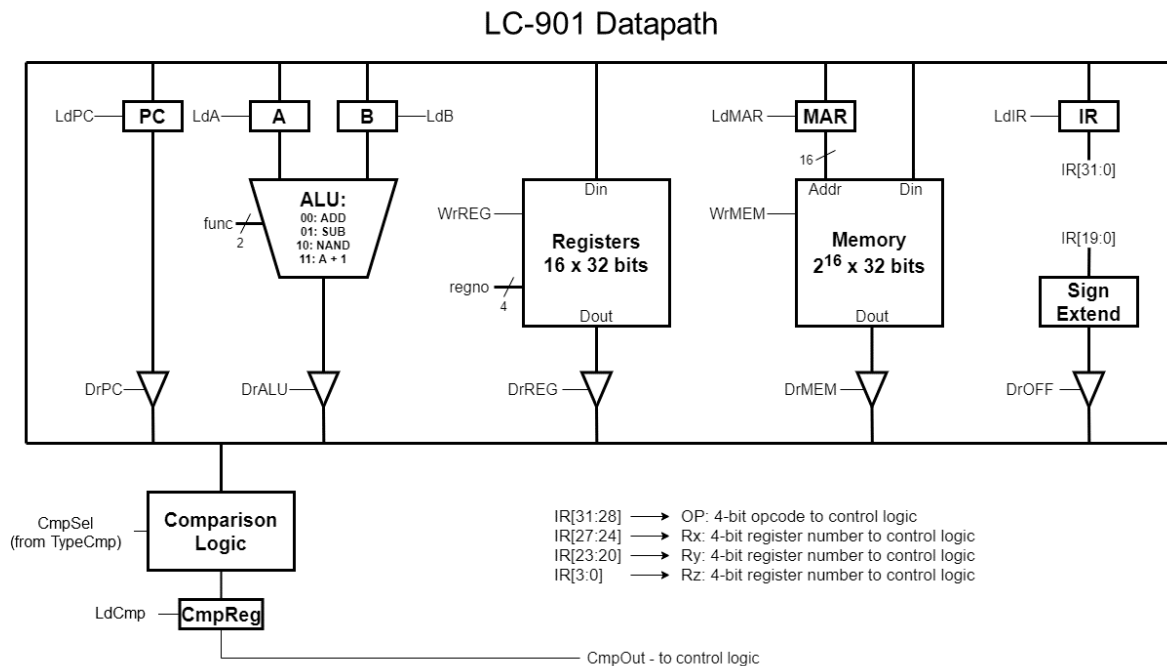 LC-901 Datapath
LdPC
PC
LdA
A
B
LdB
LdMAR
MAR
LdIR
IR
16
IR[31:0]
ALU:
00: ADD
01: SUB
10: NAND
11: A + 1
func
2
Din
WrREG
Registers
16 x 32 bits
regno
4
Dout
Addr
Din
WrMEM
Memory
2^16 x 32 bits
Dout
IR[19:0]
Sign
Extend
DrPC
DrALU
DrREG
DrMEM
DrOFF
CmpSel
(from TypeCmp)
Comparison
Logic
LdCmp
CmpReg
CmpOut - to control logic
IR[31:28] OP: 4-bit opcode to control logic
IR[27:24] Rx: 4-bit register number to control logic
IR[23:20] Ry: 4-bit register number to control logic
IR[3:0] Rz: 4-bit register number to control logic